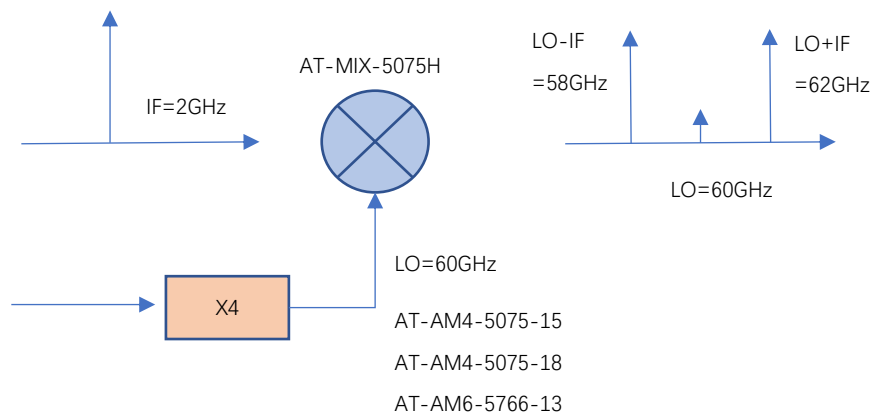 IF=2GHz
AT-MIX-5075H
LO-IF
=58GHz
LO+IF
=62GHz
LO=60GHz
X4
LO=60GHz
AT-AM4-5075-15
AT-AM4-5075-18
AT-AM6-5766-13